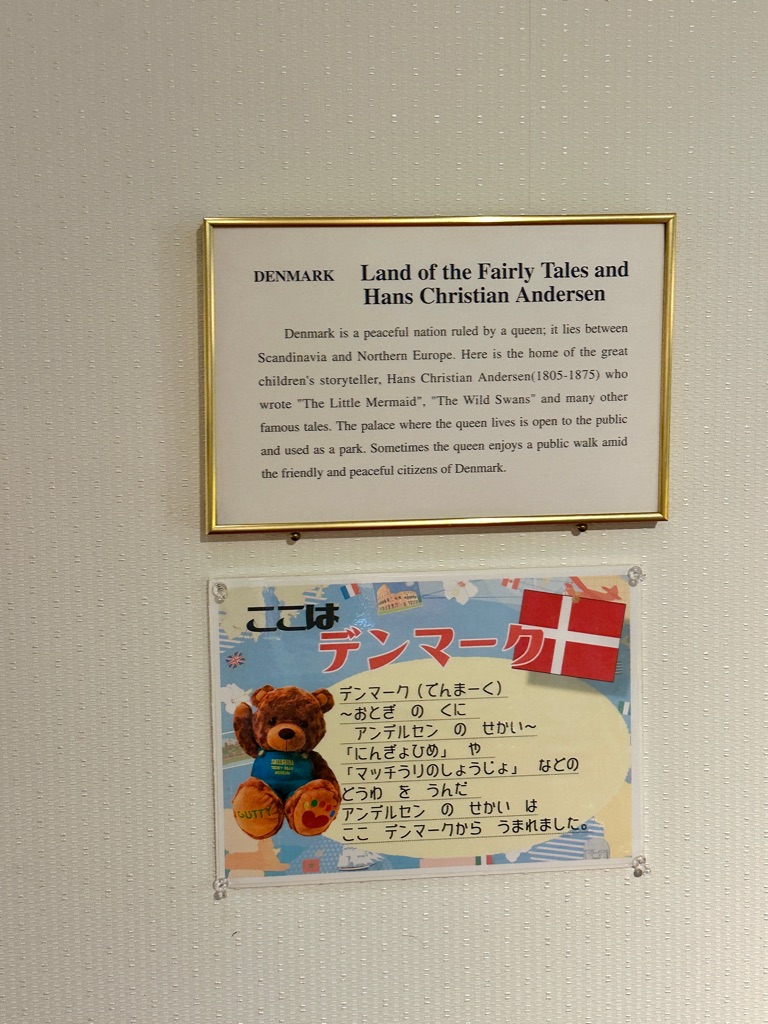 DENMARK Land of the Fairly Tales and
Hans Christian Andersen
Denmark is a peaceful nation ruled by a queen; it lies between
Scandinavia and Northern Europe. Here is the home of the great
children's storyteller, Hans Christian Andersen(1805-1875) who
wrote "The Little Mermaid", "The Wild Swans" and many other
famous tales. The palace where the queen lives is open to the public
and used as a park. Sometimes the queen enjoys a public walk amid
the friendly and peaceful citizens of Denmark.
ここは
デンマーク
デンマーク(でんまーく)
～おとぎ の くに
アンデルセン の せかい～
「にんぎょひめ」 や
「マッチうりのしょうじょ」 などの
どうわ を うんだ
アンデルセン の せかい は
ここ デンマークから うまれました。
TEDDY BEAR
MUSEUM